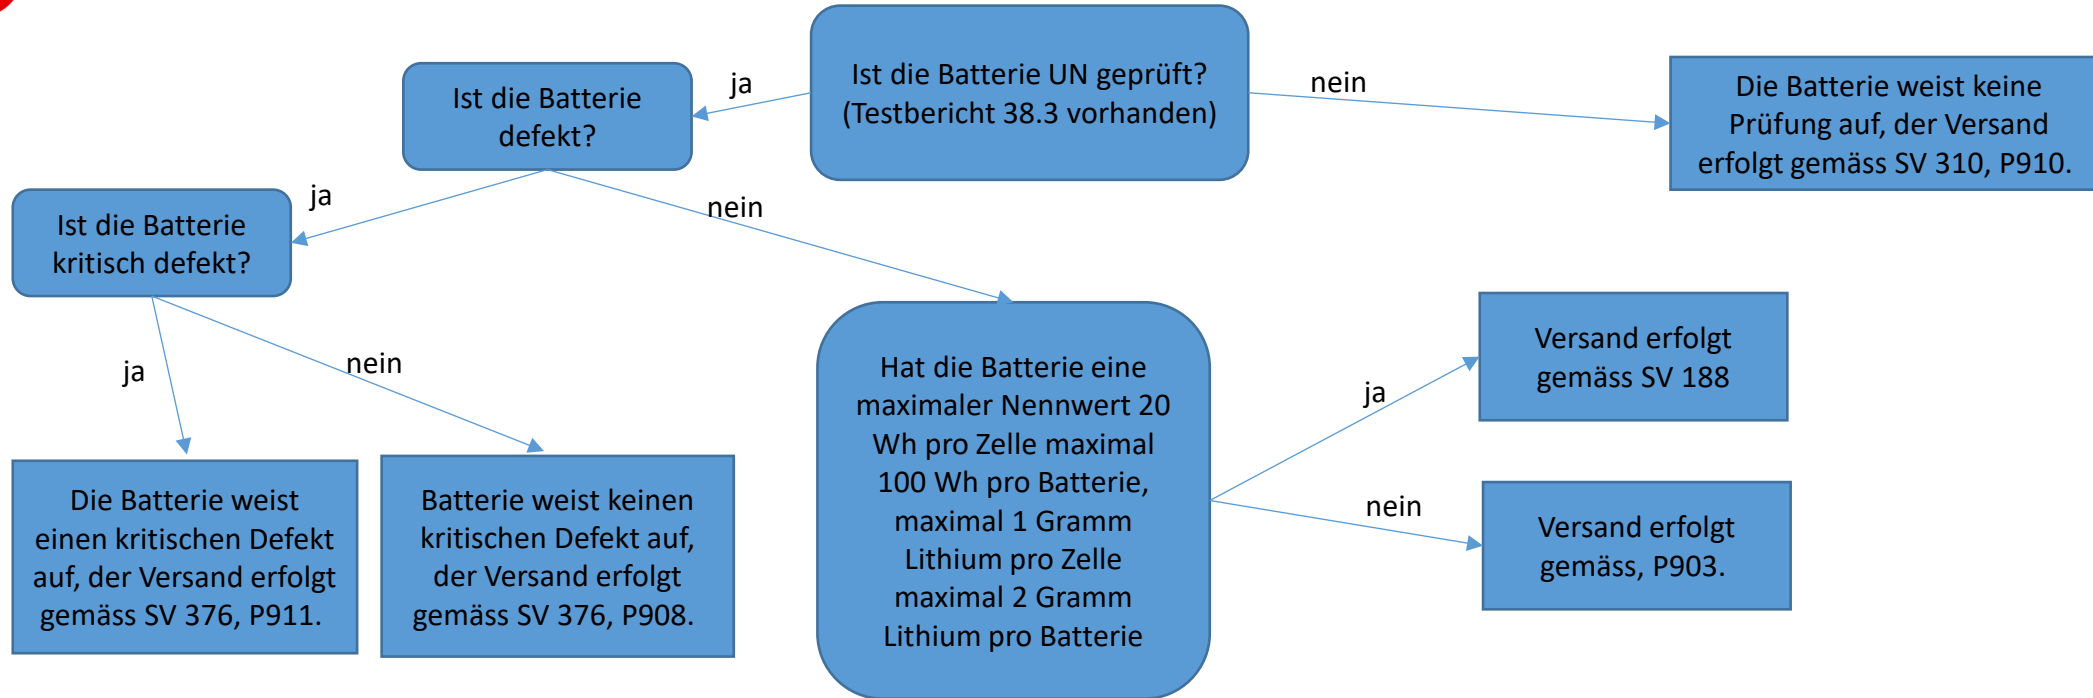 Ist die Batterie UN geprüft?
(Testbericht 38.3 vorhanden)
ja
nein
Ist die Batterie
defekt?
Die Batterie weist keine
Prüfung auf, der Versand
erfolgt gemäss SV 310, P910.
ja
nein
Ist die Batterie
kritisch defekt?
ja
nein
Die Batterie weist
einen kritischen Defekt
auf, der Versand erfolgt
gemäss SV 376, P911.
Batterie weist keinen
kritischen Defekt auf,
der Versand erfolgt
gemäss SV 376, P908.
Hat die Batterie eine
maximaler Nennwert 20
Wh pro Zelle maximal
100 Wh pro Batterie,
maximal 1 Gramm
Lithium pro Zelle
maximal 2 Gramm
Lithium pro Batterie
ja
nein
Versand erfolgt
gemäss SV 188
Versand erfolgt
gemäss, P903.